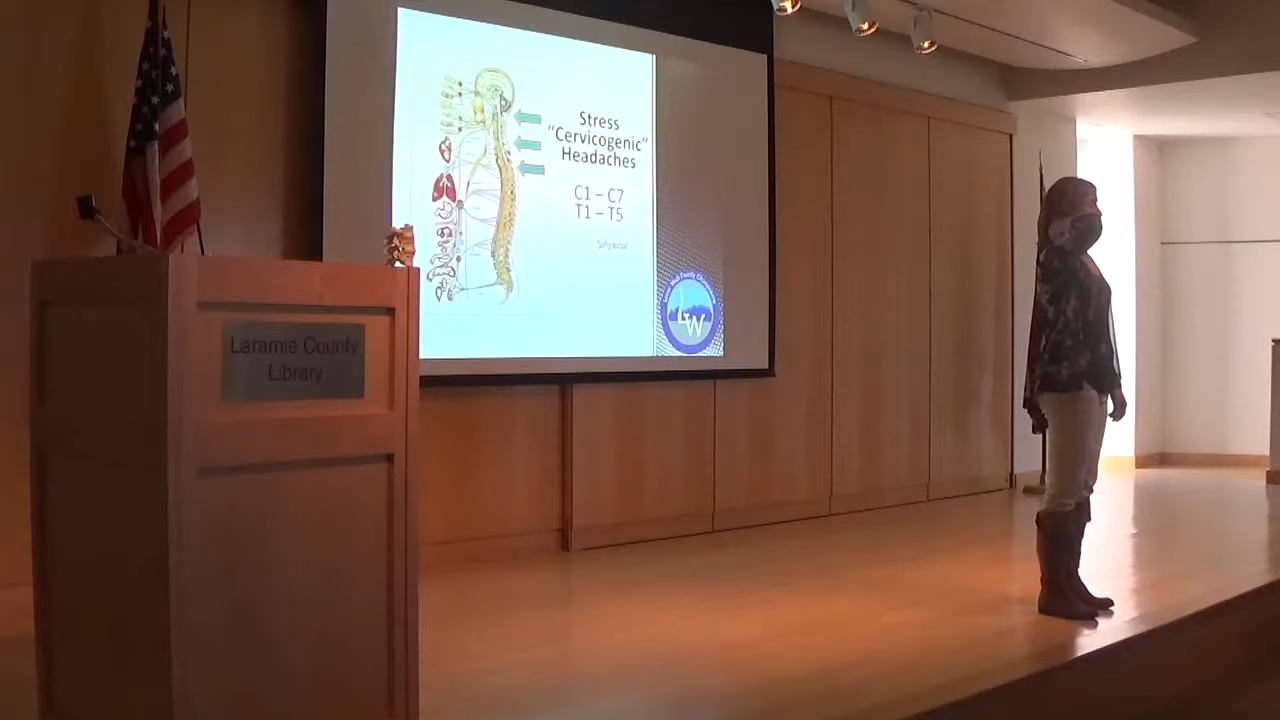 Stress
“Cervicogenic”
Headaches
C1 – C7
T1 – T5
*physical
LW
Laramie County
Library